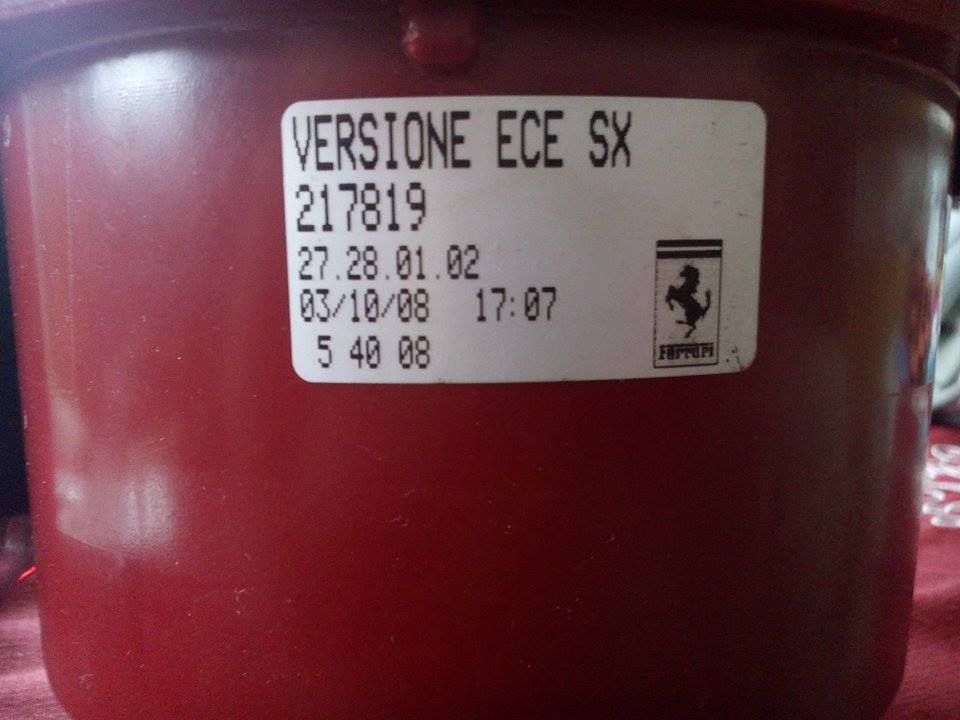 VERSIONE ECE SX
217819
27.28.01.02
03/10/08 17:07
5 40 08
Ferrari